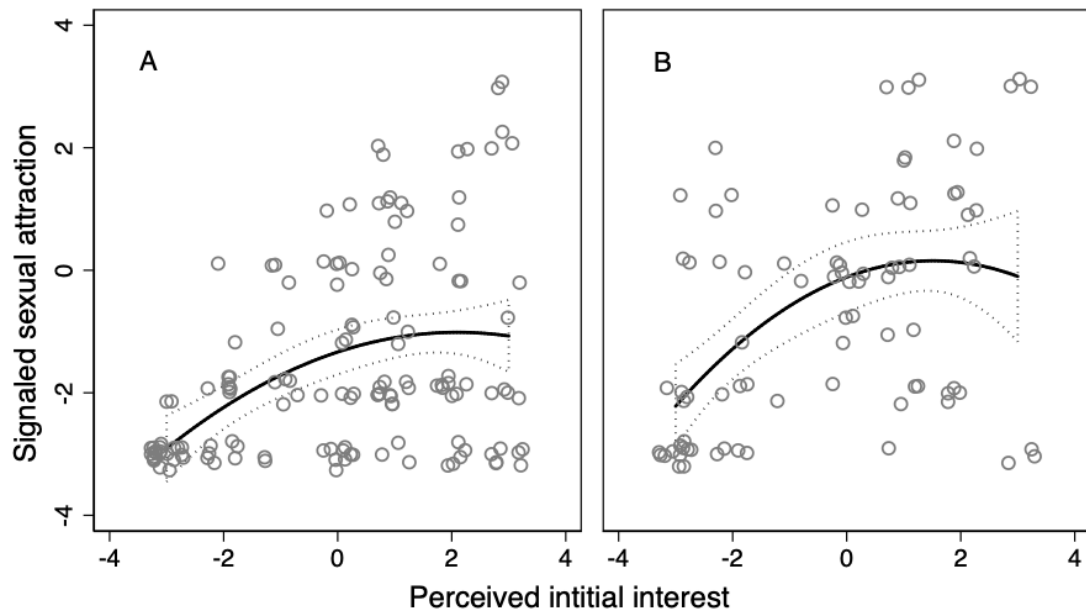 A
B
Signaled sexual attraction
4
2
0
-2
-4
-4 -2 0 2 4
-4 -2 0 2 4
Perceived intitial interest